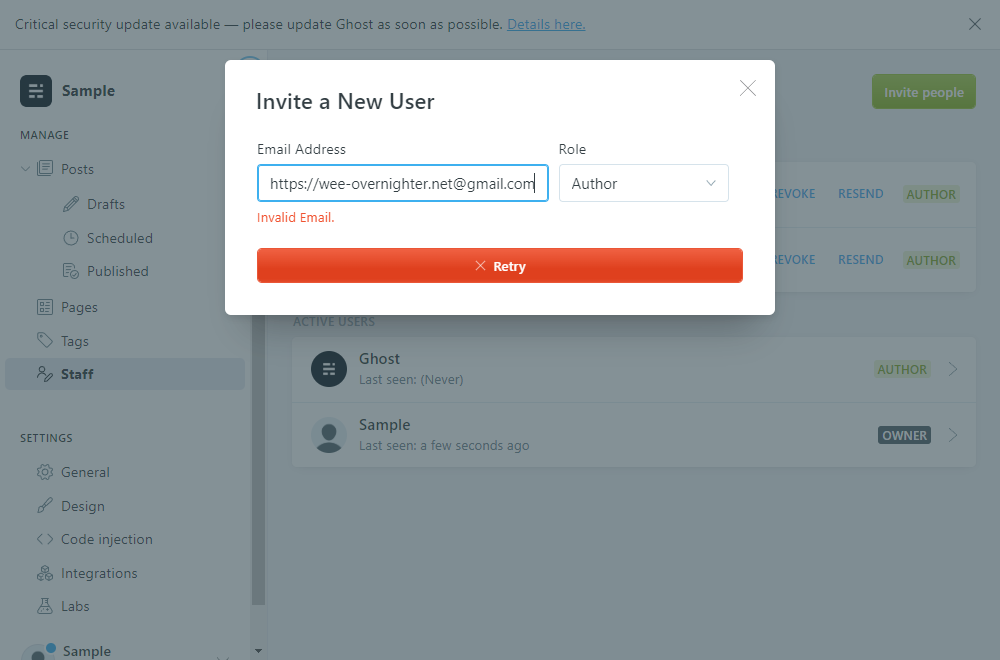 Critical security update available — please update Ghost as soon as possible. Details here.
Sample
Invite people
MANAGE
Posts
Drafts
Scheduled
Published
Pages
Tags
Staff
SETTINGS
General
Design
Code injection
Integrations
Labs
Sample
Invite a New User
Email Address
Role
https://wee-overnighter.net@gmail.com
Author
Invalid Email.
Retry
RESEND AUTHOR
RESEND AUTHOR
ACTIVE USERS
Ghost
AUTHOR
Last seen: (Never)
Sample
OWNER
Last seen: a few seconds ago